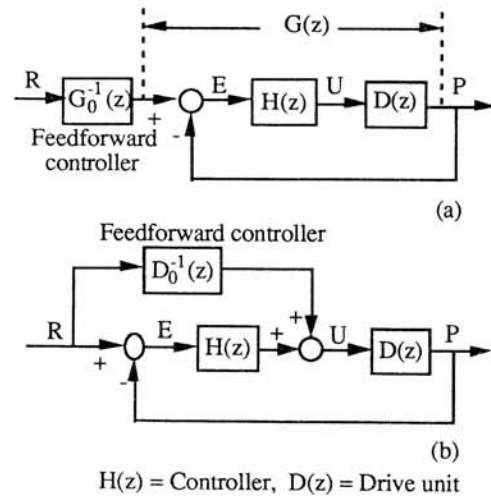 G(z)
R
G₀⁻¹(z)
+
-
E
H(z)
U
D(z)
P
Feedforward
controller
(a)
Feedforward controller
D₀⁻¹(z)
R
+
-
E
H(z)
+
+
U
D(z)
P
(b)
H(z) = Controller, D(z) = Drive unit